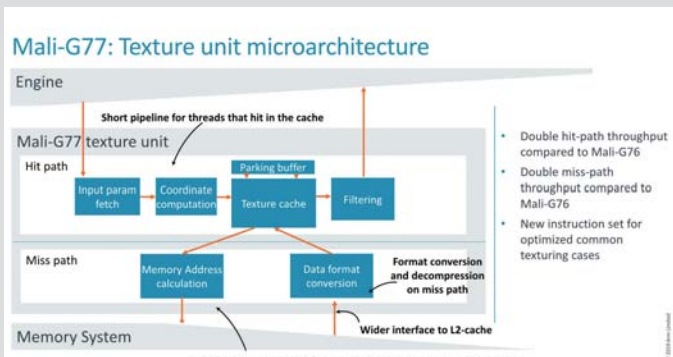 Mali-G77: Texture unit microarchitecture
Engine
Short pipeline for threads that hit in the cache
Mali-G77 texture unit
Hit path
Parking buffer
Input param
fetch
Coordinate
computation
Texture cache
Filtering
Miss path
Memory Address
calculation
Data format
conversion
Format conversion
and decompression
on miss path
Wider interface to L2-cache
Memory System
• Double hit-path throughput
compared to Mali-G76
• Double miss-path
throughput compared to
Mali-G76
• New instruction set for
optimized common
texturing cases